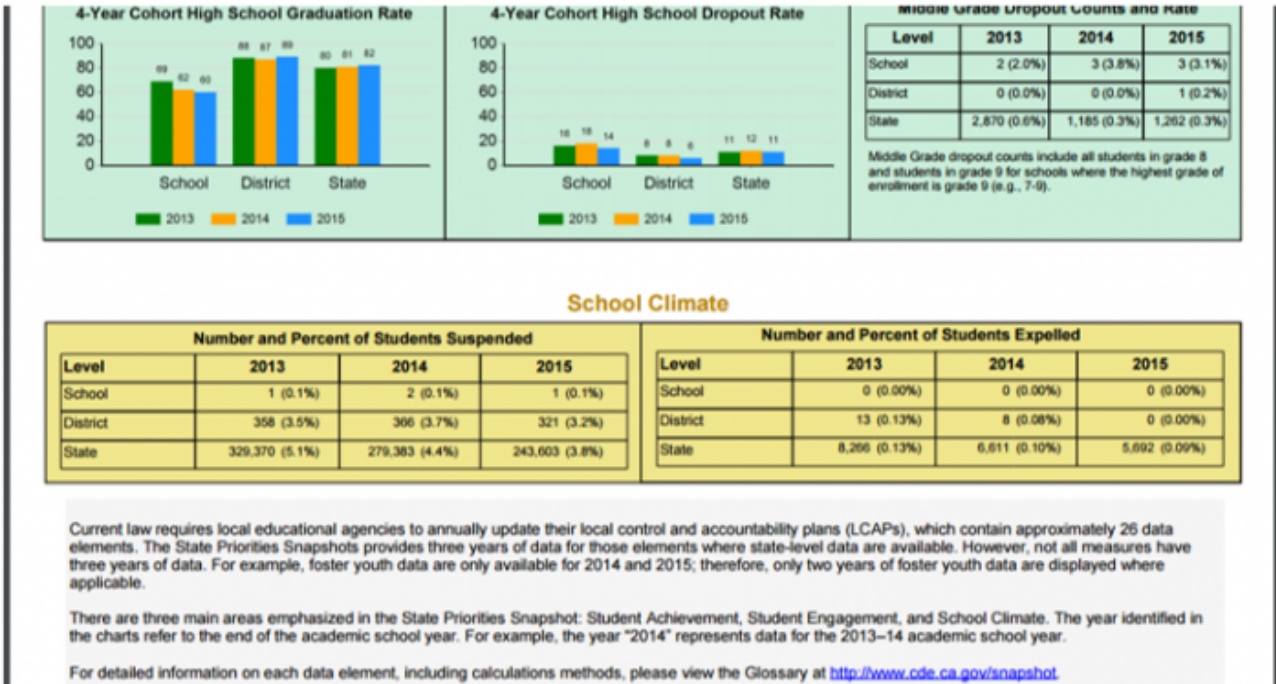 4-Year Cohort High School Graduation Rate
100
80
60
40
20
0
69 62 60
88 87 89
80 81 82
School District State
2013 2014 2015
4-Year Cohort High School Dropout Rate
100
80
60
40
20
0
16 18 14
8 8 6
11 12 11
School District State
2013 2014 2015
Middle Grade Dropout Counts and Rate
Level 2013 2014 2015
School 2 (2.0%) 3 (3.8%) 3 (3.1%)
District 0 (0.0%) 0 (0.0%) 1 (0.2%)
State 2,870 (0.6%) 1,185 (0.3%) 1,262 (0.3%)
Middle Grade dropout counts include all students in grade 8
and students in grade 9 for schools where the highest grade of
enrollment is grade 9 (e.g., 7-9).
School Climate
Number and Percent of Students Suspended
Level 2013 2014 2015
School 1 (0.1%) 2 (0.1%) 1 (0.1%)
District 358 (3.5%) 366 (3.7%) 321 (3.2%)
State 329,370 (5.1%) 279,383 (4.4%) 243,603 (3.8%)
Number and Percent of Students Expelled
Level 2013 2014 2015
School 0 (0.00%) 0 (0.00%) 0 (0.00%)
District 13 (0.13%) 8 (0.08%) 0 (0.00%)
State 8,266 (0.13%) 6,611 (0.10%) 5,692 (0.09%)
Current law requires local educational agencies to annually update their local control and accountability plans (LCAPs), which contain approximately 26 data
elements. The State Priorities Snapshots provides three years of data for those elements where state-level data are available. However, not all measures have
three years of data. For example, foster youth data are only available for 2014 and 2015; therefore, only two years of foster youth data are displayed where
applicable.
There are three main areas emphasized in the State Priorities Snapshot: Student Achievement, Student Engagement, and School Climate. The year identified in
the charts refer to the end of the academic school year. For example, the year "2014" represents data for the 2013–14 academic school year.
For detailed information on each data element, including calculations methods, please view the Glossary at http://www.cde.ca.gov/snapshot.